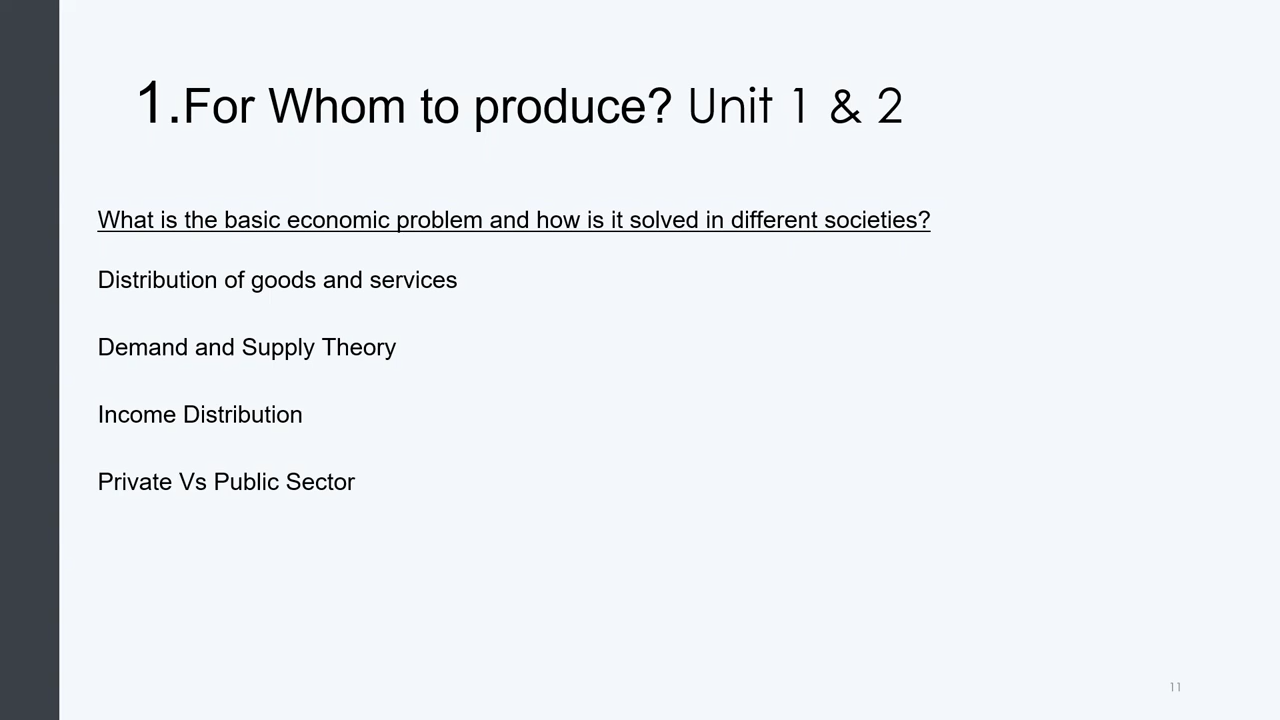 1.For Whom to produce? Unit 1 & 2
What is the basic economic problem and how is it solved in different societies?
Distribution of goods and services
Demand and Supply Theory
Income Distribution
Private Vs Public Sector
11